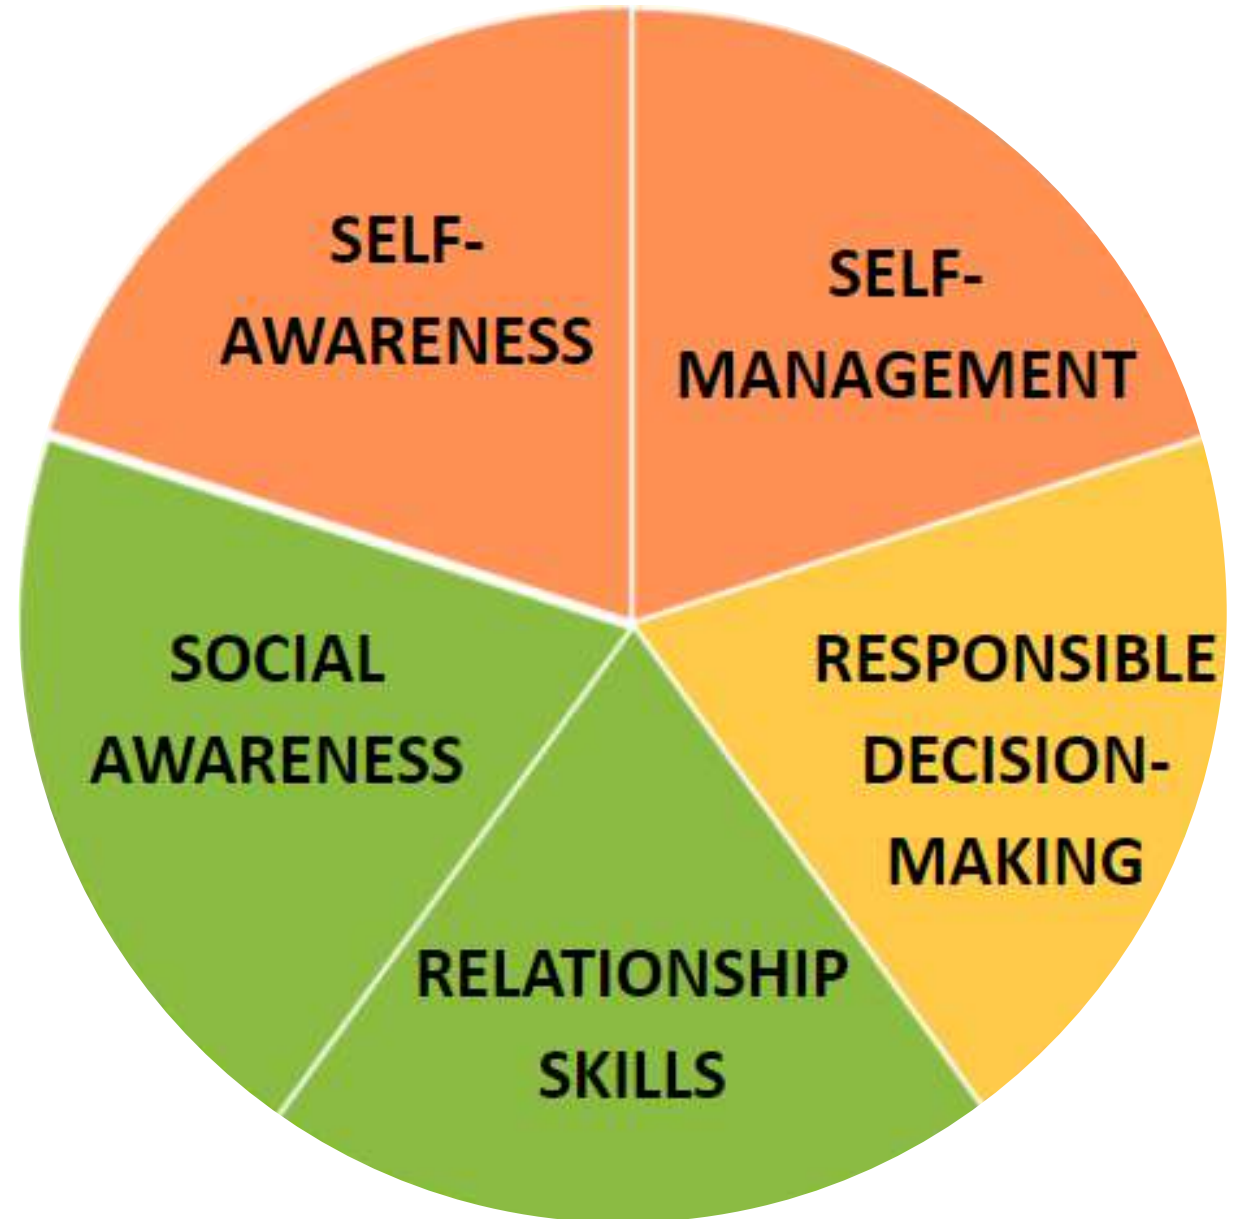 SELF-
AWARENESS
SELF-
MANAGEMENT
SOCIAL
AWARENESS
RESPONSIBLE
DECISION-
MAKING
RELATIONSHIP
SKILLS